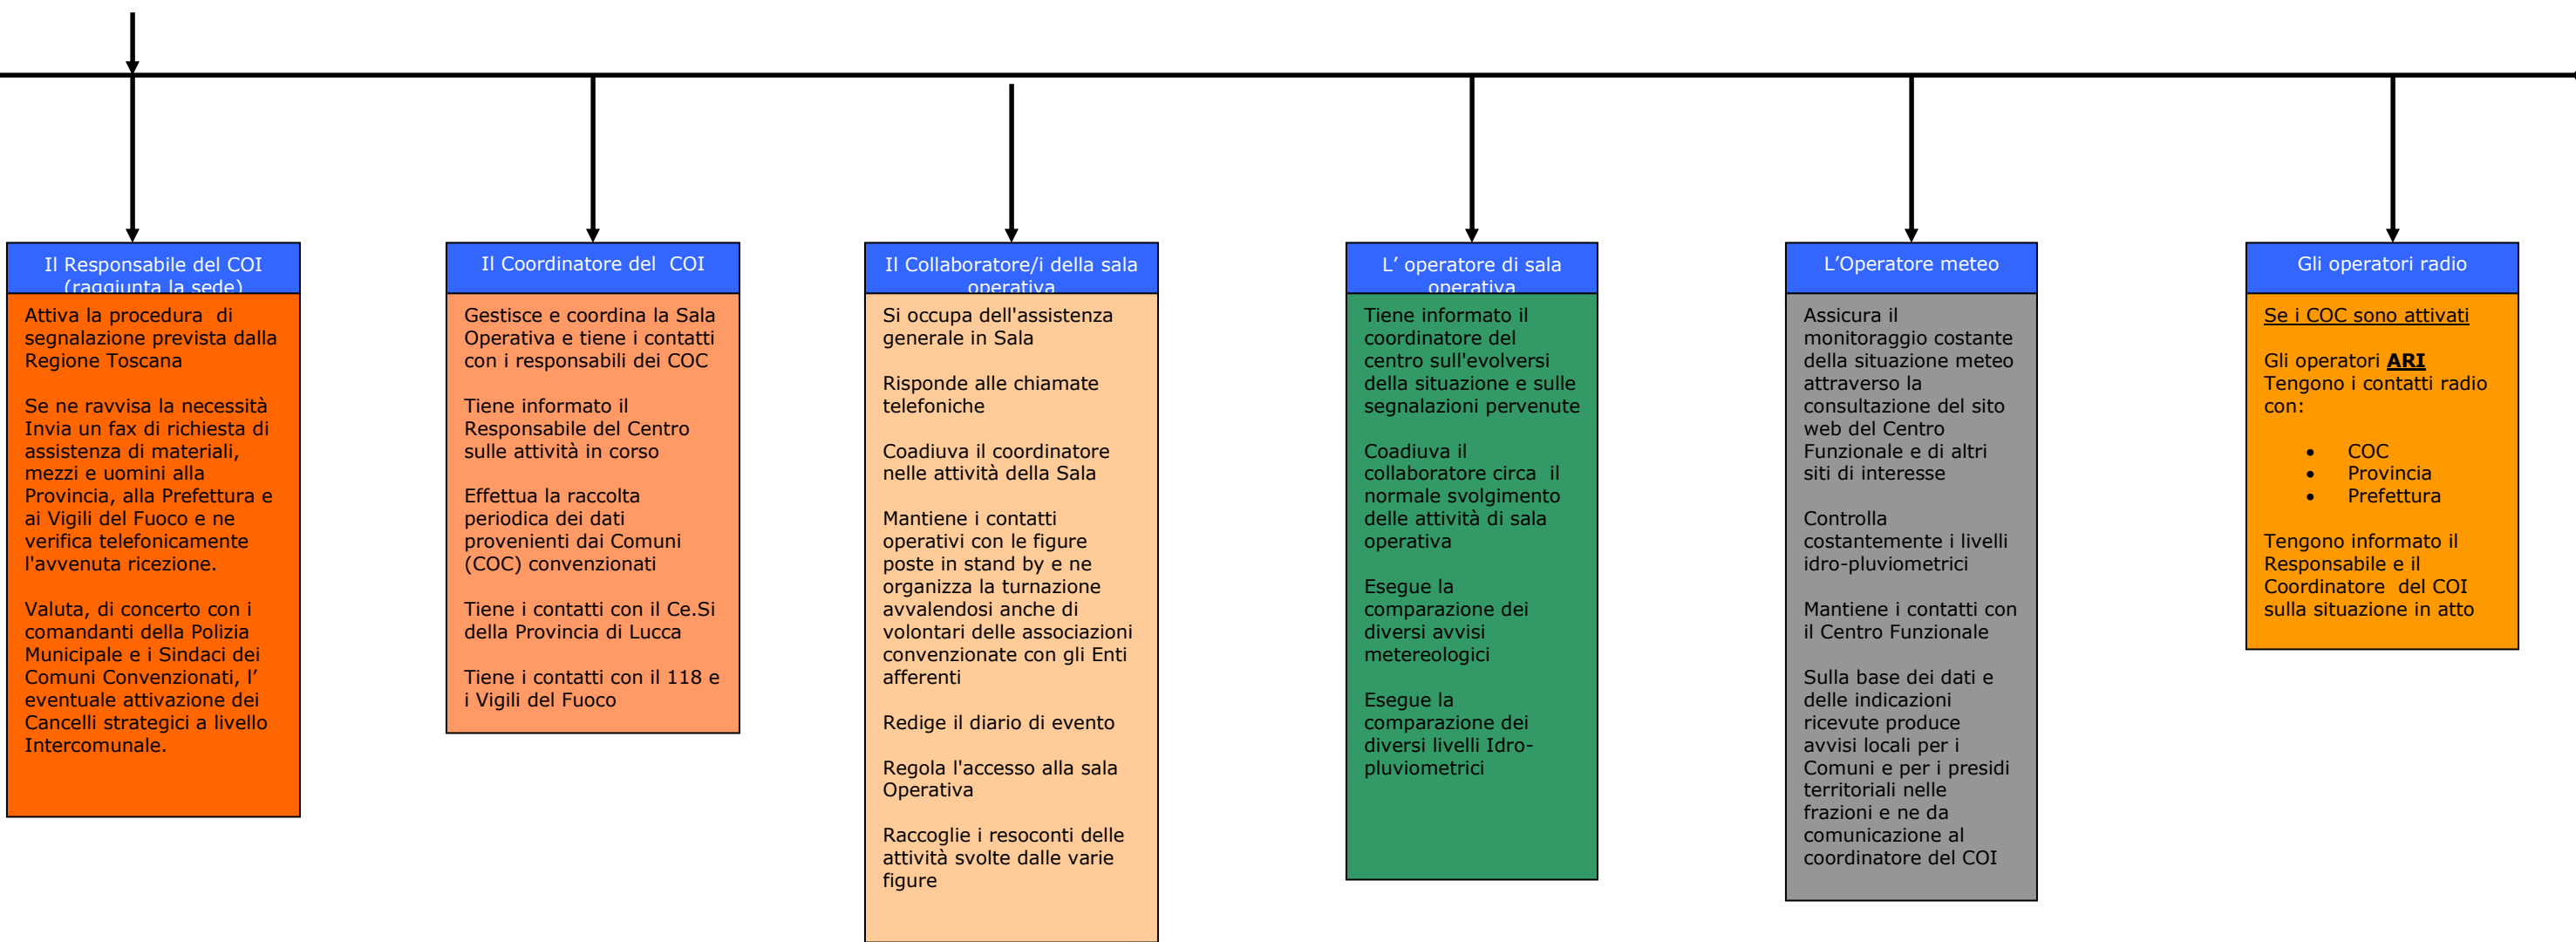 Il Responsabile del COI
(raggiunta la sede)
Attiva la procedura di
segnalazione prevista dalla
Regione Toscana
Se ne ravvisa la necessità
Invia un fax di richiesta di
assistenza di materiali,
mezzi e uomini alla
Provincia, alla Prefettura e
ai Vigili del Fuoco e ne
verifica telefonicamente
l'avvenuta ricezione.
Valuta, di concerto con i
comandanti della Polizia
Municipale e i Sindaci dei
Comuni Convenzionati, l’
eventuale attivazione dei
Cancelli strategici a livello
Intercomunale.
Il Coordinatore del COI
Gestisce e coordina la Sala
Operativa e tiene i contatti
con i responsabili dei COC
Tiene informato il
Responsabile del Centro
sulle attività in corso
Effettua la raccolta
periodica dei dati
provenienti dai Comuni
(COC) convenzionati
Tiene i contatti con il Ce.Si
della Provincia di Lucca
Tiene i contatti con il 118 e
i Vigili del Fuoco
Il Collaboratore/i della sala
operativa
Si occupa dell'assistenza
generale in Sala
Risponde alle chiamate
telefoniche
Coadiuva il coordinatore
nelle attività della Sala
Mantiene i contatti
operativi con le figure
poste in stand by e ne
organizza la turnazione
avvalendosi anche di
volontari delle associazioni
convenzionate con gli Enti
afferenti
Redige il diario di evento
Regola l'accesso alla sala
Operativa
Raccoglie i resoconti delle
attività svolte dalle varie
figure
L’ operatore di sala
operativa
Tiene informato il
coordinatore del
centro sull'evolversi
della situazione e sulle
segnalazioni pervenute
Coadiuva il
collaboratore circa il
normale svolgimento
delle attività di sala
operativa
Esegue la
comparazione dei
diversi avvisi
metereologici
Esegue la
comparazione dei
diversi livelli Idro-
pluviometrici
L’Operatore meteo
Assicura il
monitoraggio costante
della situazione meteo
attraverso la
consultazione del sito
web del Centro
Funzionale e di altri
siti di interesse
Controlla
costantemente i livelli
idro-pluviometrici
Mantiene i contatti con
il Centro Funzionale
Sulla base dei dati e
delle indicazioni
ricevute produce
avvisi locali per i
Comuni e per i presidi
territoriali nelle
frazioni e ne da
comunicazione al
coordinatore del COI
Gli operatori radio
Se i COC sono attivati
Gli operatori ARI
Tengono i contatti radio
con:
• COC
• Provincia
• Prefettura
Tengono informato il
Responsabile e il
Coordinatore del COI
sulla situazione in atto